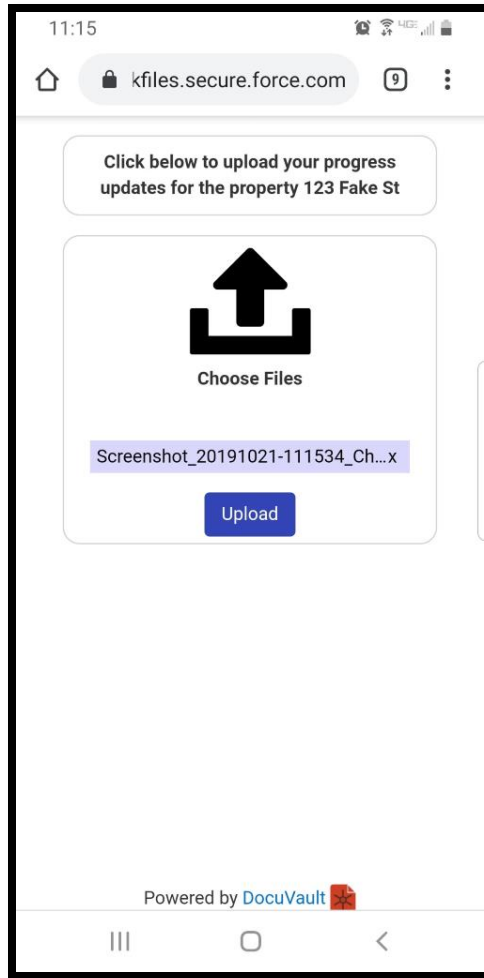 11:15
4GE
kfiles.secure.force.com 9
Click below to upload your progress
updates for the property 123 Fake St
Choose Files
Screenshot_20191021-111534_Ch...x
Upload
Powered by DocuVault